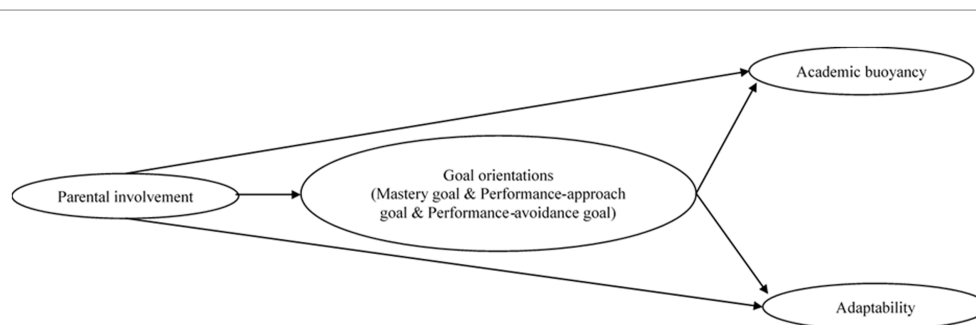 Academic buoyancy
Goal orientations
(Mastery goal & Performance-approach
goal & Performance-avoidance goal)
Parental involvement
Adaptability